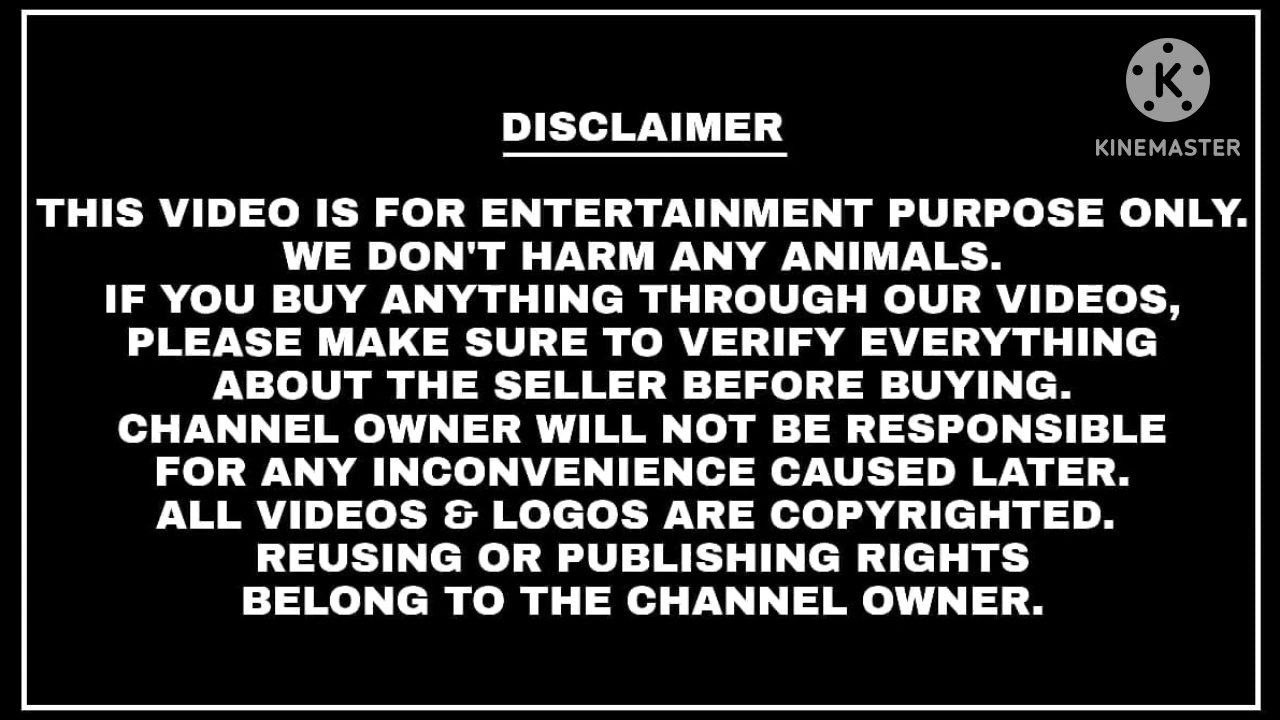 K
KINEMASTER
DISCLAIMER
THIS VIDEO IS FOR ENTERTAINMENT PURPOSE ONLY.
WE DON'T HARM ANY ANIMALS.
IF YOU BUY ANYTHING THROUGH OUR VIDEOS,
PLEASE MAKE SURE TO VERIFY EVERYTHING
ABOUT THE SELLER BEFORE BUYING.
CHANNEL OWNER WILL NOT BE RESPONSIBLE
FOR ANY INCONVENIENCE CAUSED LATER.
ALL VIDEOS & LOGOS ARE COPYRIGHTED.
REUSING OR PUBLISHING RIGHTS
BELONG TO THE CHANNEL OWNER.